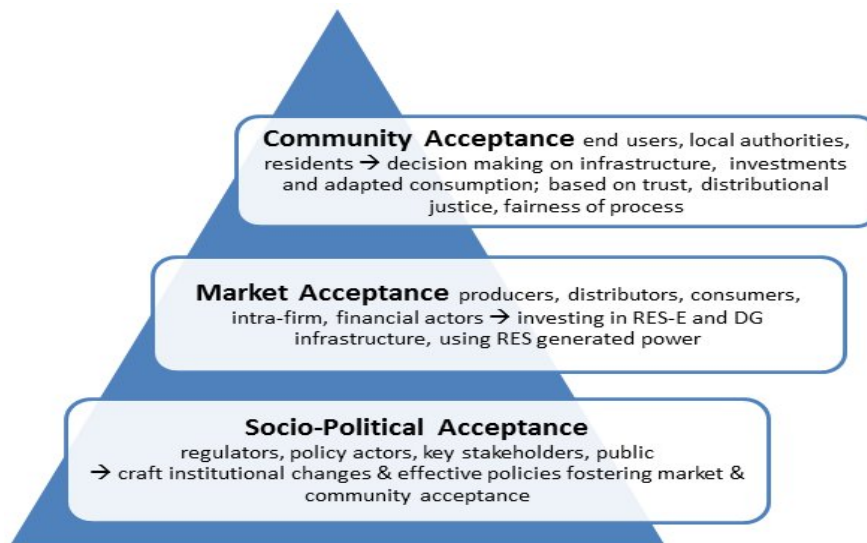 Community Acceptance end users, local authorities,
residents → decision making on infrastructure, investments
and adapted consumption; based on trust, distributional
justice, fairness of process
Market Acceptance producers, distributors, consumers,
intra-firm, financial actors → investing in RES-E and DG
infrastructure, using RES generated power
Socio-Political Acceptance
regulators, policy actors, key stakeholders, public
→ craft institutional changes & effective policies fostering market &
community acceptance